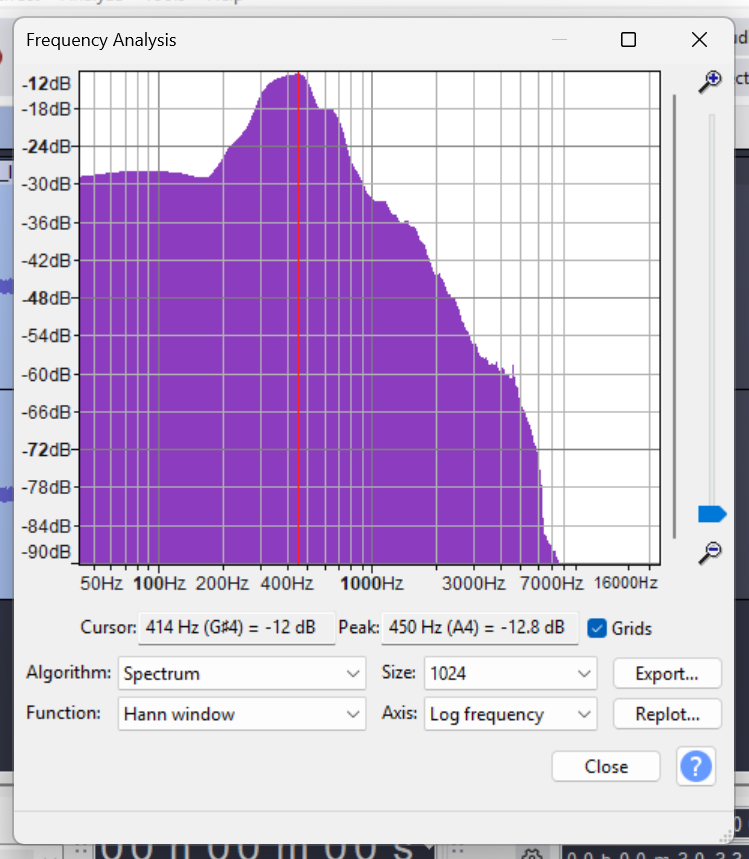 Frequency Analysis
-12dB
-18dB
-24dB
-30dB
-36dB
-42dB
-48dB
-54dB
-60dB
-66dB
-72dB
-78dB
-84dB
-90dB
50Hz 100Hz 200Hz 400Hz 1000Hz 3000Hz 7000Hz 16000Hz
Cursor: 414 Hz (G♯4) = -12 dB Peak: 450 Hz (A4) = -12.8 dB Grids
Algorithm: Spectrum Size: 1024 Export...
Function: Hann window Axis: Log frequency Replot...
Close ?